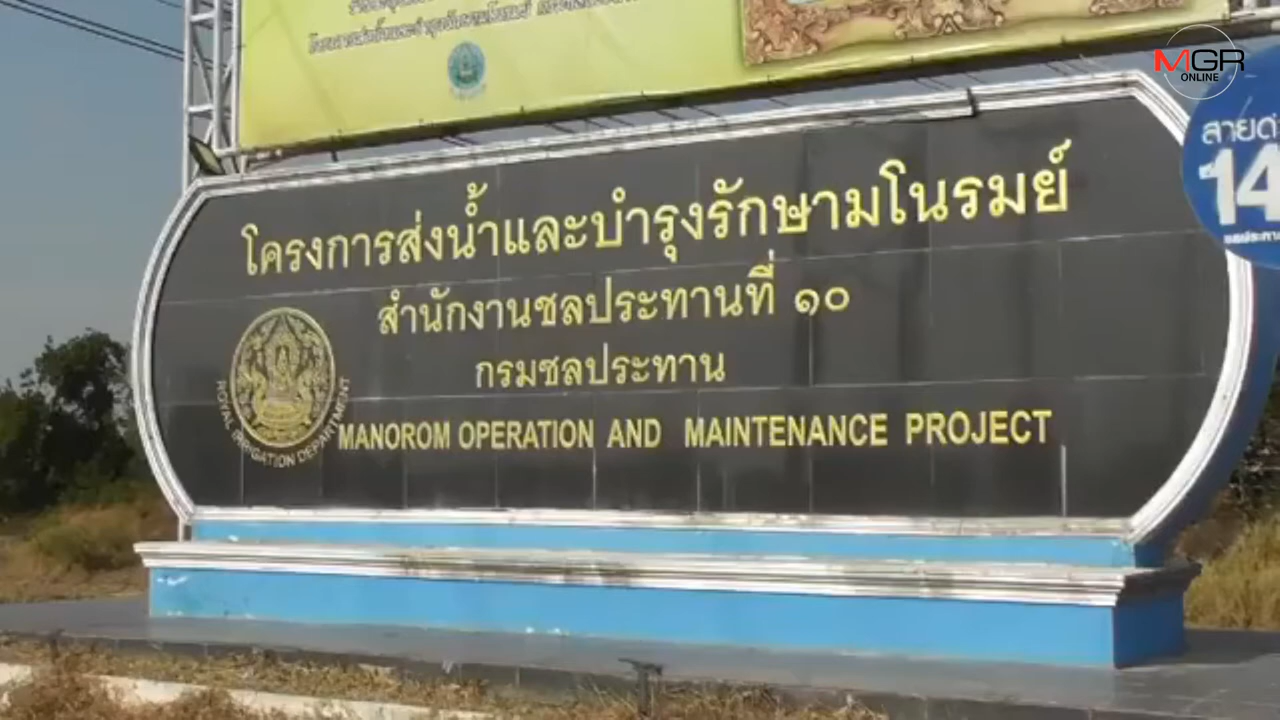 MGR
ONLINE
สายด่
14
โครงการส่งน้ำและบำรุงรักษามโนรมย์
สำนักงานชลประทานที่ ๑๐
กรมชลประทาน
ROYAL IRRIGATION DEPARTMENT
MANOROM OPERATION AND MAINTENANCE PROJECT